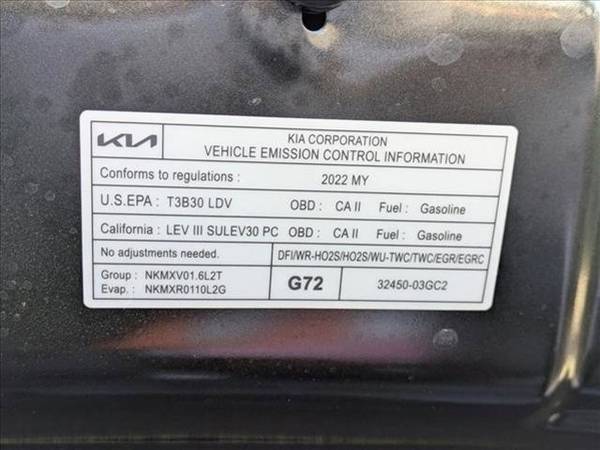 KIA
KIA CORPORATION
VEHICLE EMISSION CONTROL INFORMATION
Conforms to regulations : 2022 MY
U.S.EPA : T3B30 LDV OBD : CA II Fuel : Gasoline
California : LEV III SULEV30 PC OBD : CA II Fuel : Gasoline
No adjustments needed. DFI/WR-HO2S/HO2S/WU-TWC/TWC/EGR/EGRC
Group : NKMXV01.6L2T
Evap. : NKMXR0110L2G
G72 32450-03GC2